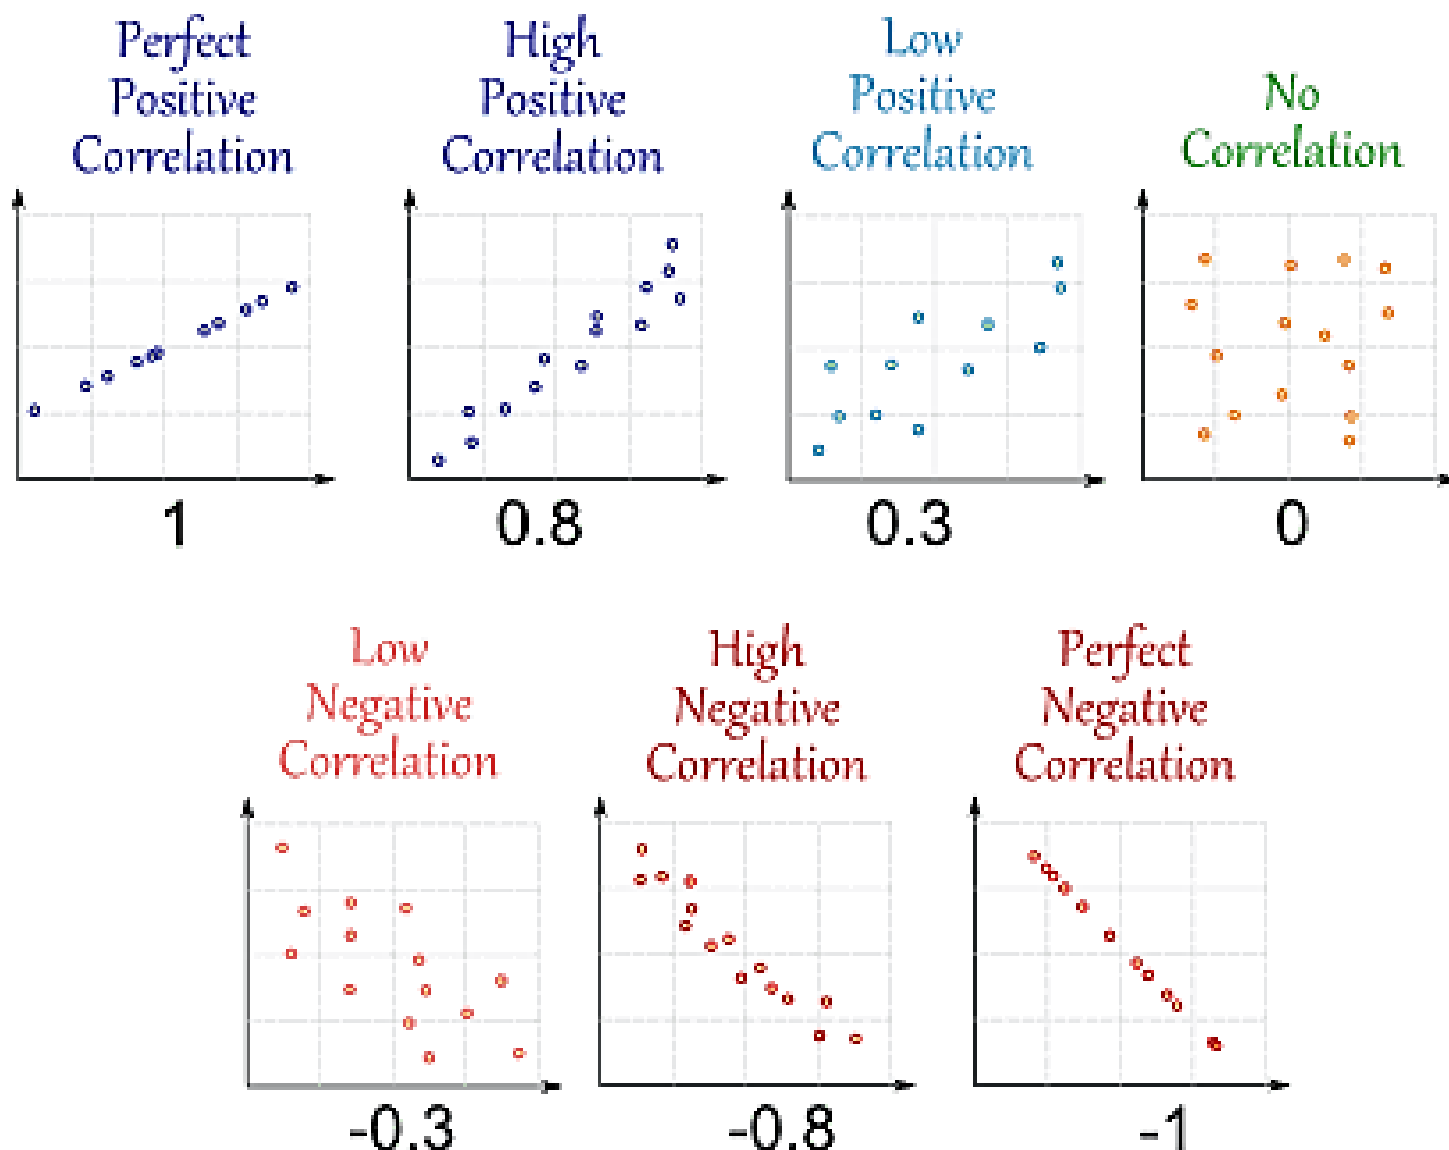 Perfect
Positive
Correlation
1
High
Positive
Correlation
0.8
Low
Positive
Correlation
0.3
No
Correlation
0
Low
Negative
Correlation
-0.3
High
Negative
Correlation
-0.8
Perfect
Negative
Correlation
-1